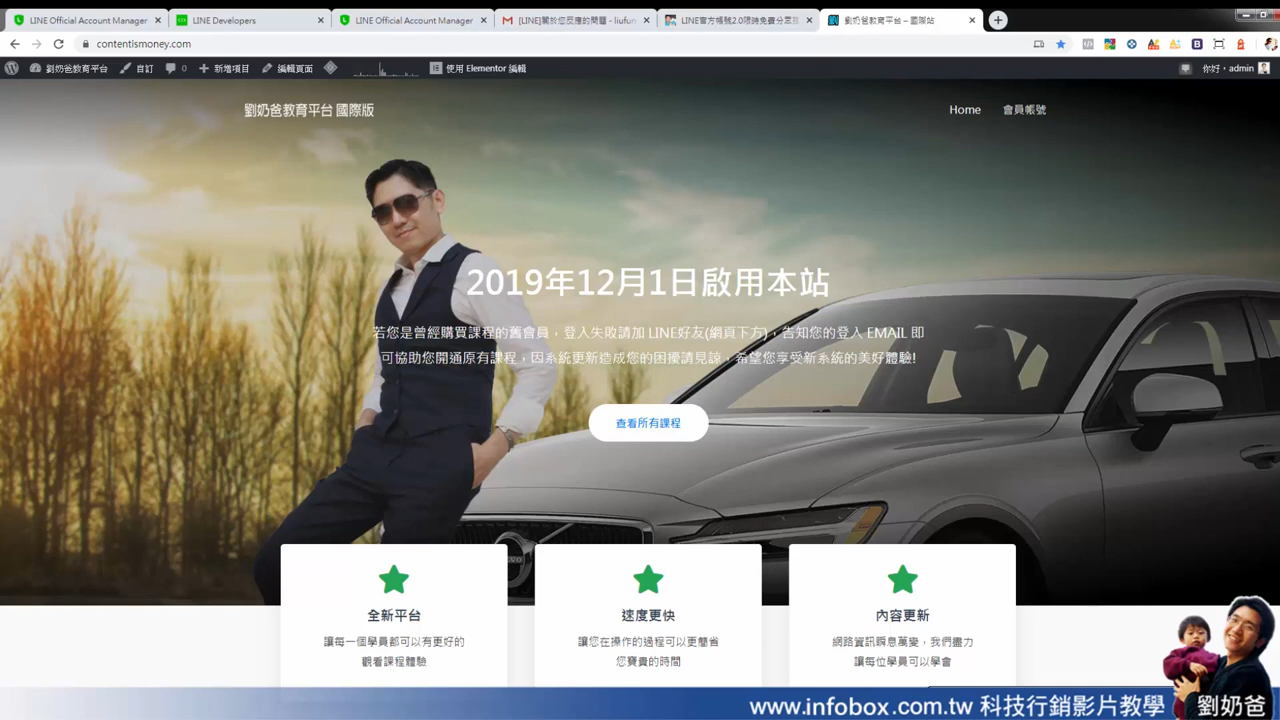 LINE Official Account Manager
LINE Developers
LINE Official Account Manager
[LINE]關於您反應的問題 - liufun
LINE官方帳號2.0限時免費分眾推
劉奶爸教育平台 – 國際站
contentismoney.com
劉奶爸教育平台
自訂
0
新增項目
編輯頁面
使用 Elementor 編輯
你好，admin
劉奶爸教育平台 國際版
Home
會員帳號
2019年12月1日啟用本站
若您是曾經購買課程的舊會員，登入失敗請加 LINE好友(網頁下方)，告知您的登入 EMAIL 即
可協助您開通原有課程，因系統更新造成您的困擾請見諒，希望您享受新系統的美好體驗!
查看所有課程
VOLVO
全新平台
讓每一個學員都可以有更好的
觀看課程體驗
速度更快
讓您在操作的過程可以更簡省
您寶貴的時間
內容更新
網路資訊瞬息萬變，我們盡力
讓每位學員可以學會
www.infobox.com.tw 科技行銷影片教學
劉奶爸